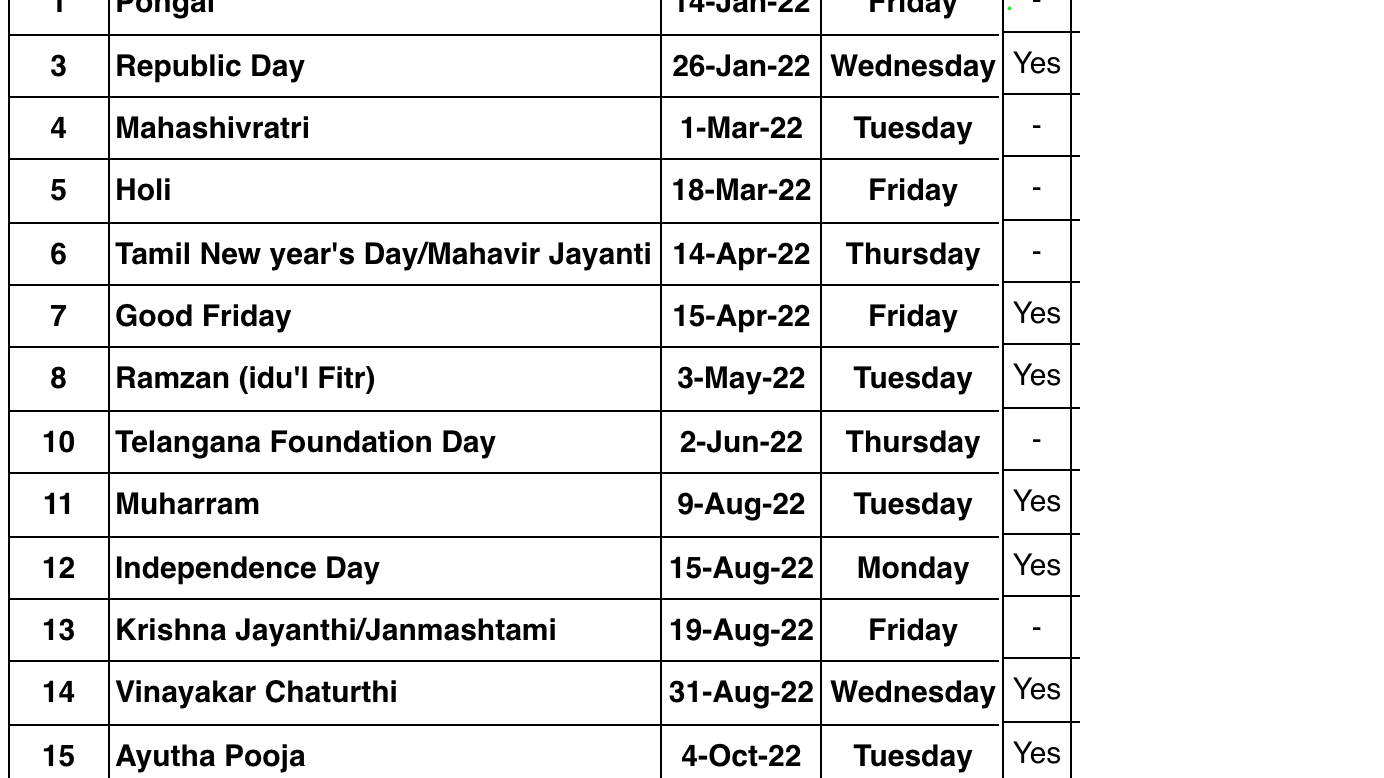 1 Pongal 14-Jan-22 Friday -
3 Republic Day 26-Jan-22 Wednesday Yes
4 Mahashivratri 1-Mar-22 Tuesday -
5 Holi 18-Mar-22 Friday -
6 Tamil New year's Day/Mahavir Jayanti 14-Apr-22 Thursday -
7 Good Friday 15-Apr-22 Friday Yes
8 Ramzan (idu'l Fitr) 3-May-22 Tuesday Yes
10 Telangana Foundation Day 2-Jun-22 Thursday -
11 Muharram 9-Aug-22 Tuesday Yes
12 Independence Day 15-Aug-22 Monday Yes
13 Krishna Jayanthi/Janmashtami 19-Aug-22 Friday -
14 Vinayakar Chaturthi 31-Aug-22 Wednesday Yes
15 Ayutha Pooja 4-Oct-22 Tuesday Yes